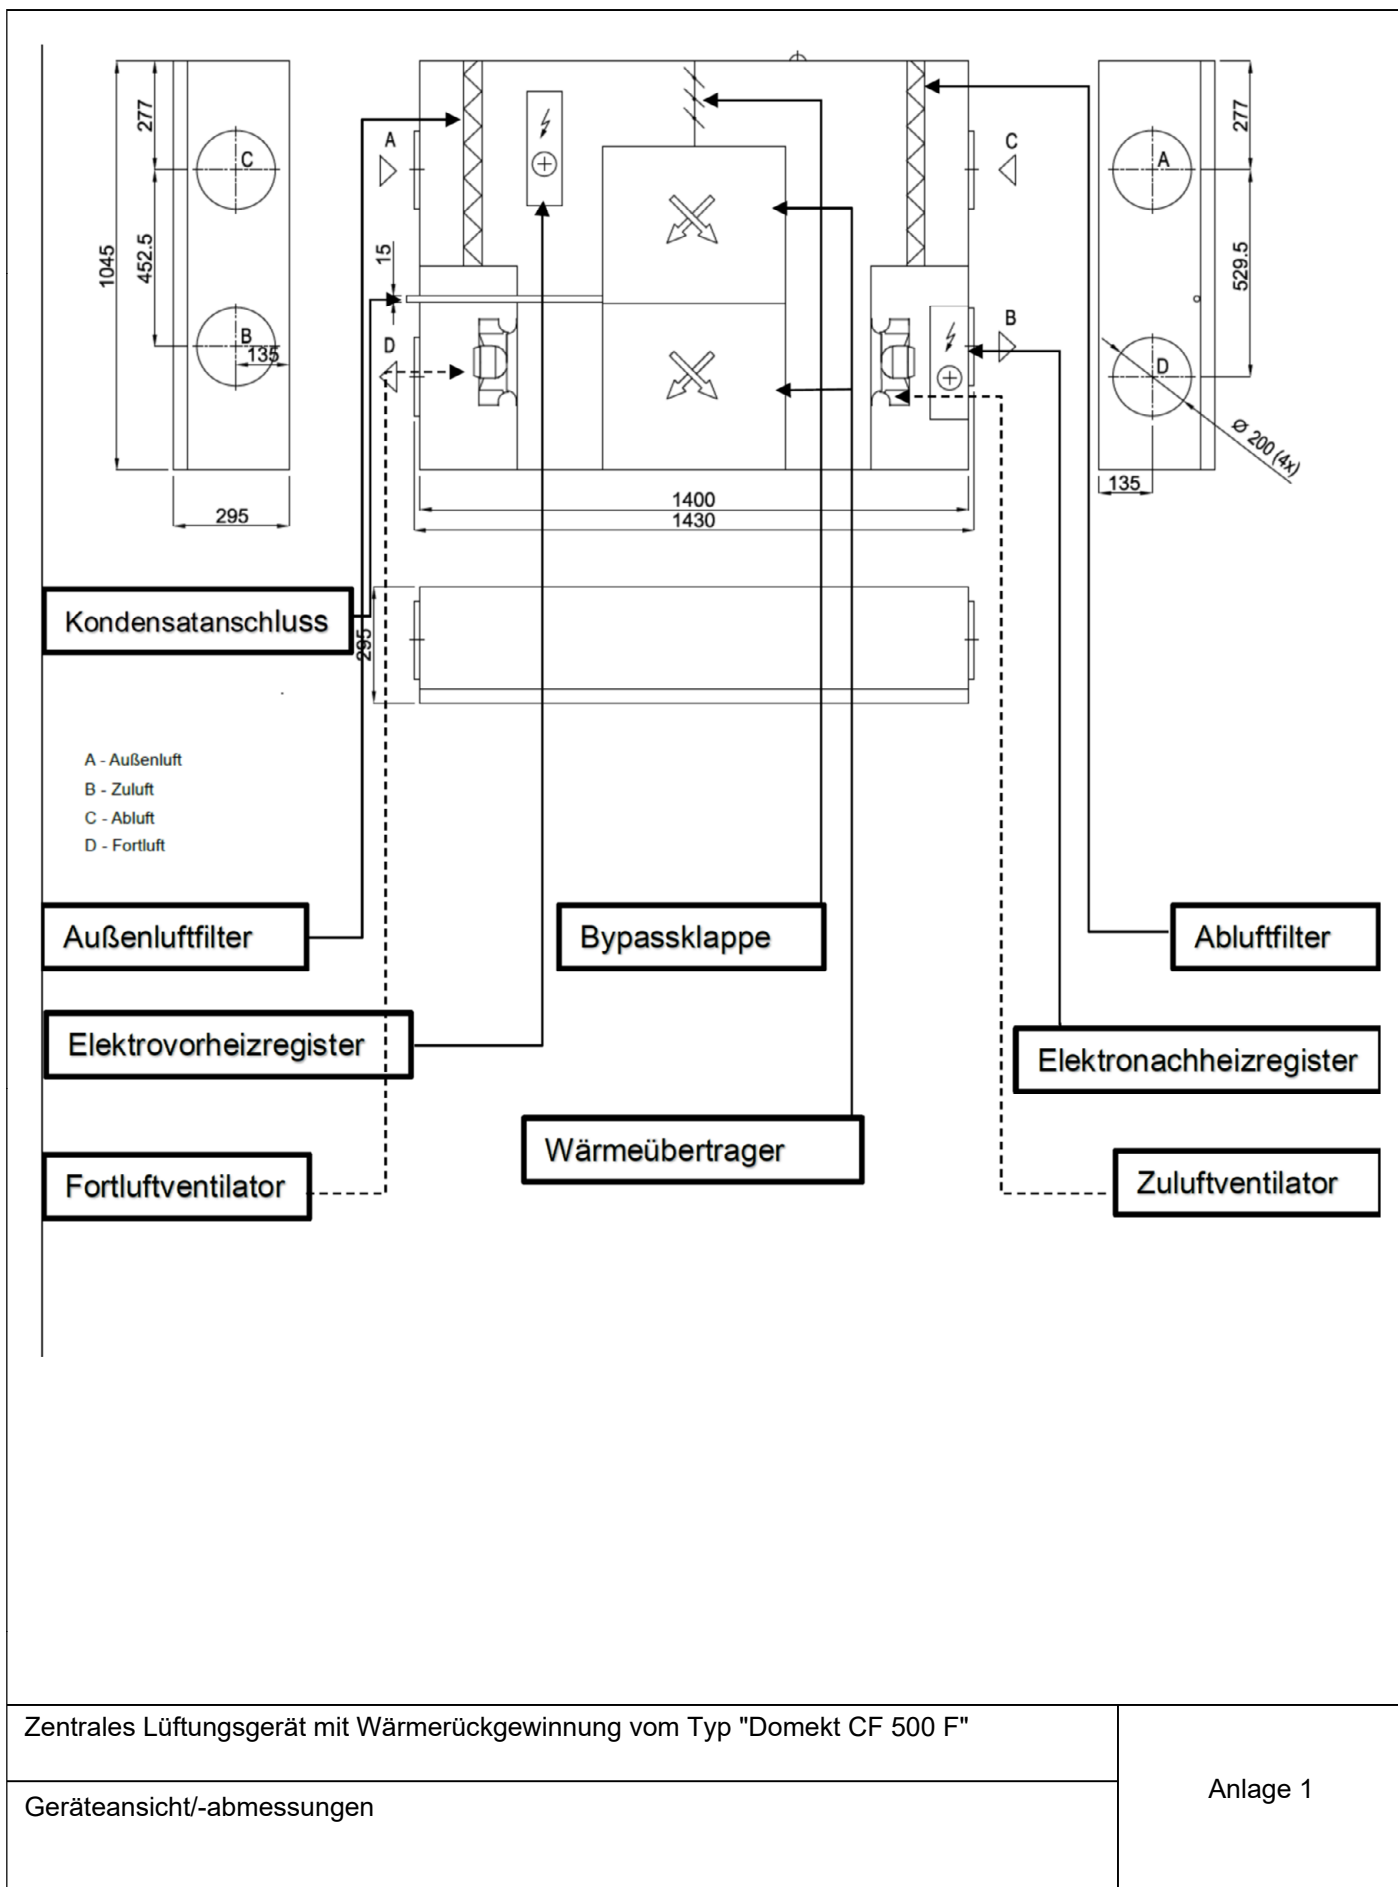 277
452.5
1045
C
B
135
295
A
15
D
C
B
277
529.5
A
D
Ø 200 (4x)
135
1400
1430
295
Kondensatanschluss
A - Außenluft
B - Zuluft
C - Abluft
D - Fortluft
Außenluftfilter
Bypassklappe
Abluftfilter
Elektrovorheizregister
Elektronachheizregister
Wärmeübertrager
Fortluftventilator
Zuluftventilator
Zentrales Lüftungsgerät mit Wärmerückgewinnung vom Typ "Domekt CF 500 F"
Geräteansicht/-abmessungen
Anlage 1